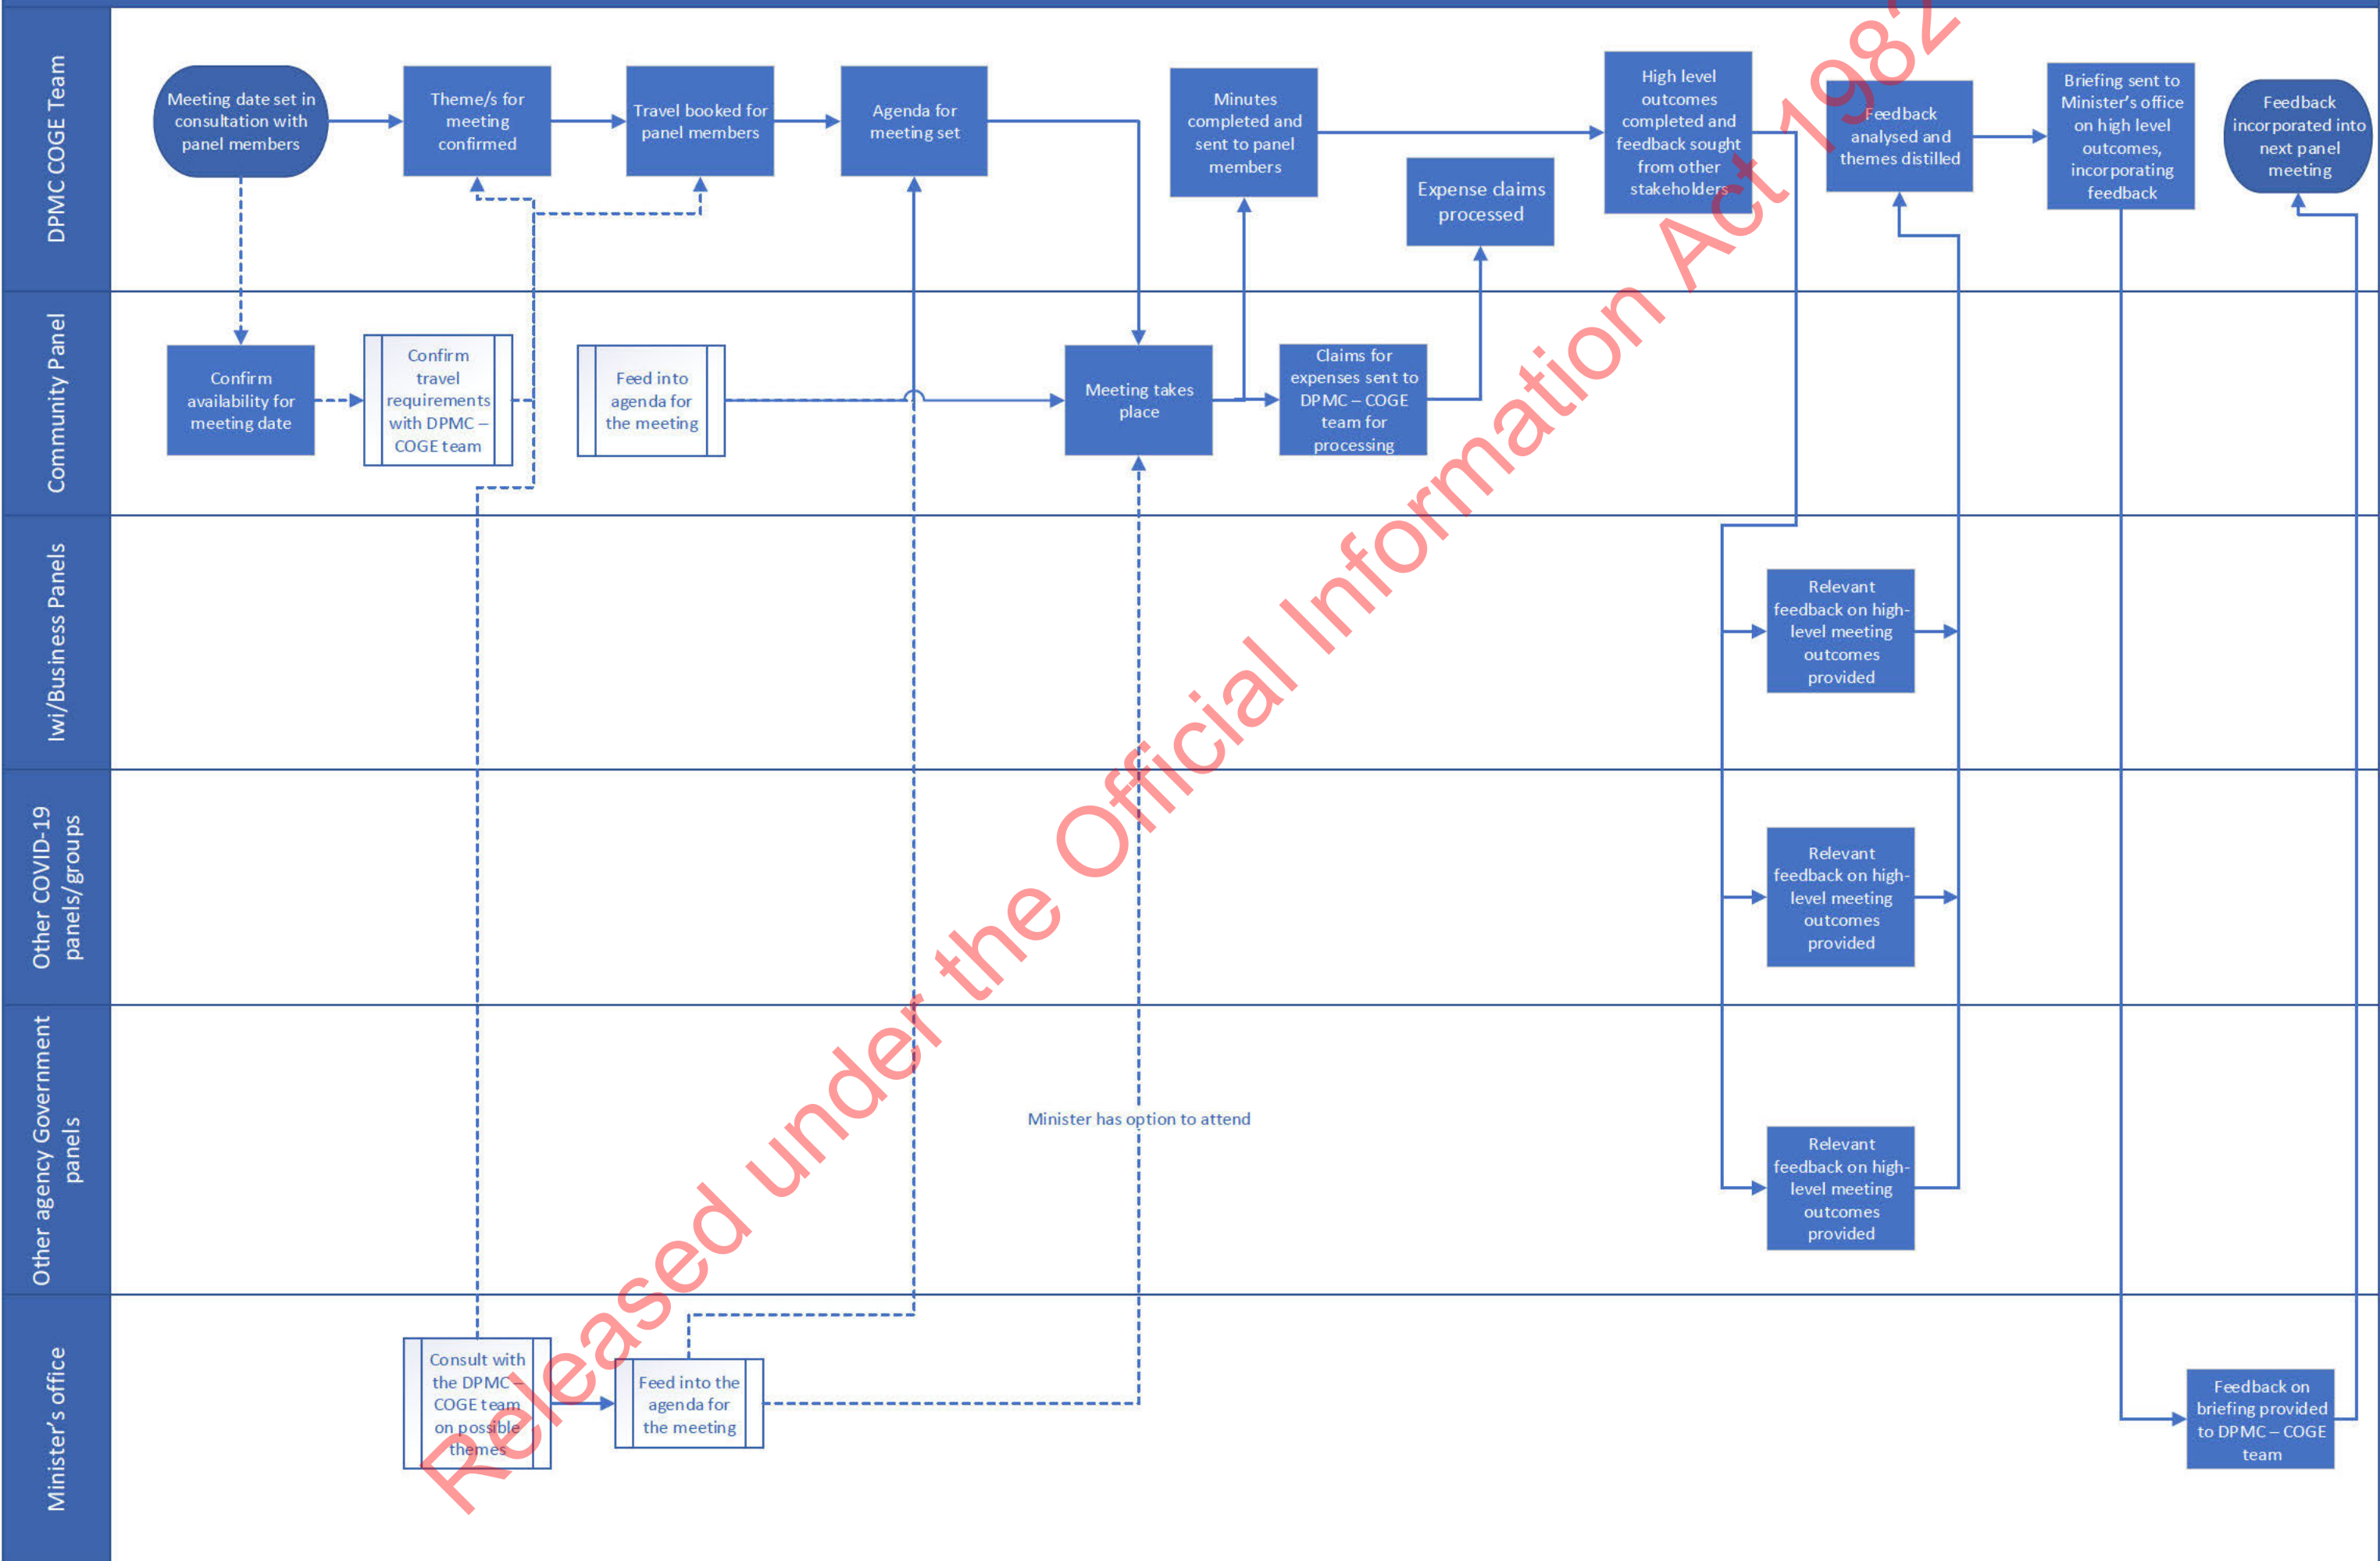 DPMC COGE Team
Meeting date set in
consultation with
panel members
Theme/s for
meeting
confirmed
Travel booked for
panel members
Agenda for
meeting set
Minutes
completed and
sent to panel
members
Expense claims
processed
High level
outcomes
completed and
feedback sought
from other
stakeholders
Feedback
analysed and
themes distilled
Briefing sent to
Minister's office
on high level
outcomes,
incorporating
feedback
Feedback
incorporated into
next panel
meeting
Community Panel
Confirm
availability for
meeting date
Confirm
travel
requirements
with DPMC –
COGE team
Feed into
agenda for
the meeting
Meeting takes
place
Claims for
expenses sent to
DPMC – COGE
team for
processing
Iwi/Business Panels
Relevant
feedback on high-
level meeting
outcomes
provided
Other COVID-19
panels/groups
Relevant
feedback on high-
level meeting
outcomes
provided
Other agency Government
panels
Minister has option to attend
Relevant
feedback on high-
level meeting
outcomes
provided
Minister's office
Consult with
the DPMC –
COGE team
on possible
themes
Feed into the
agenda for
the meeting
Feedback on
briefing provided
to DPMC – COGE
team
Released under the Official Information Act 1982